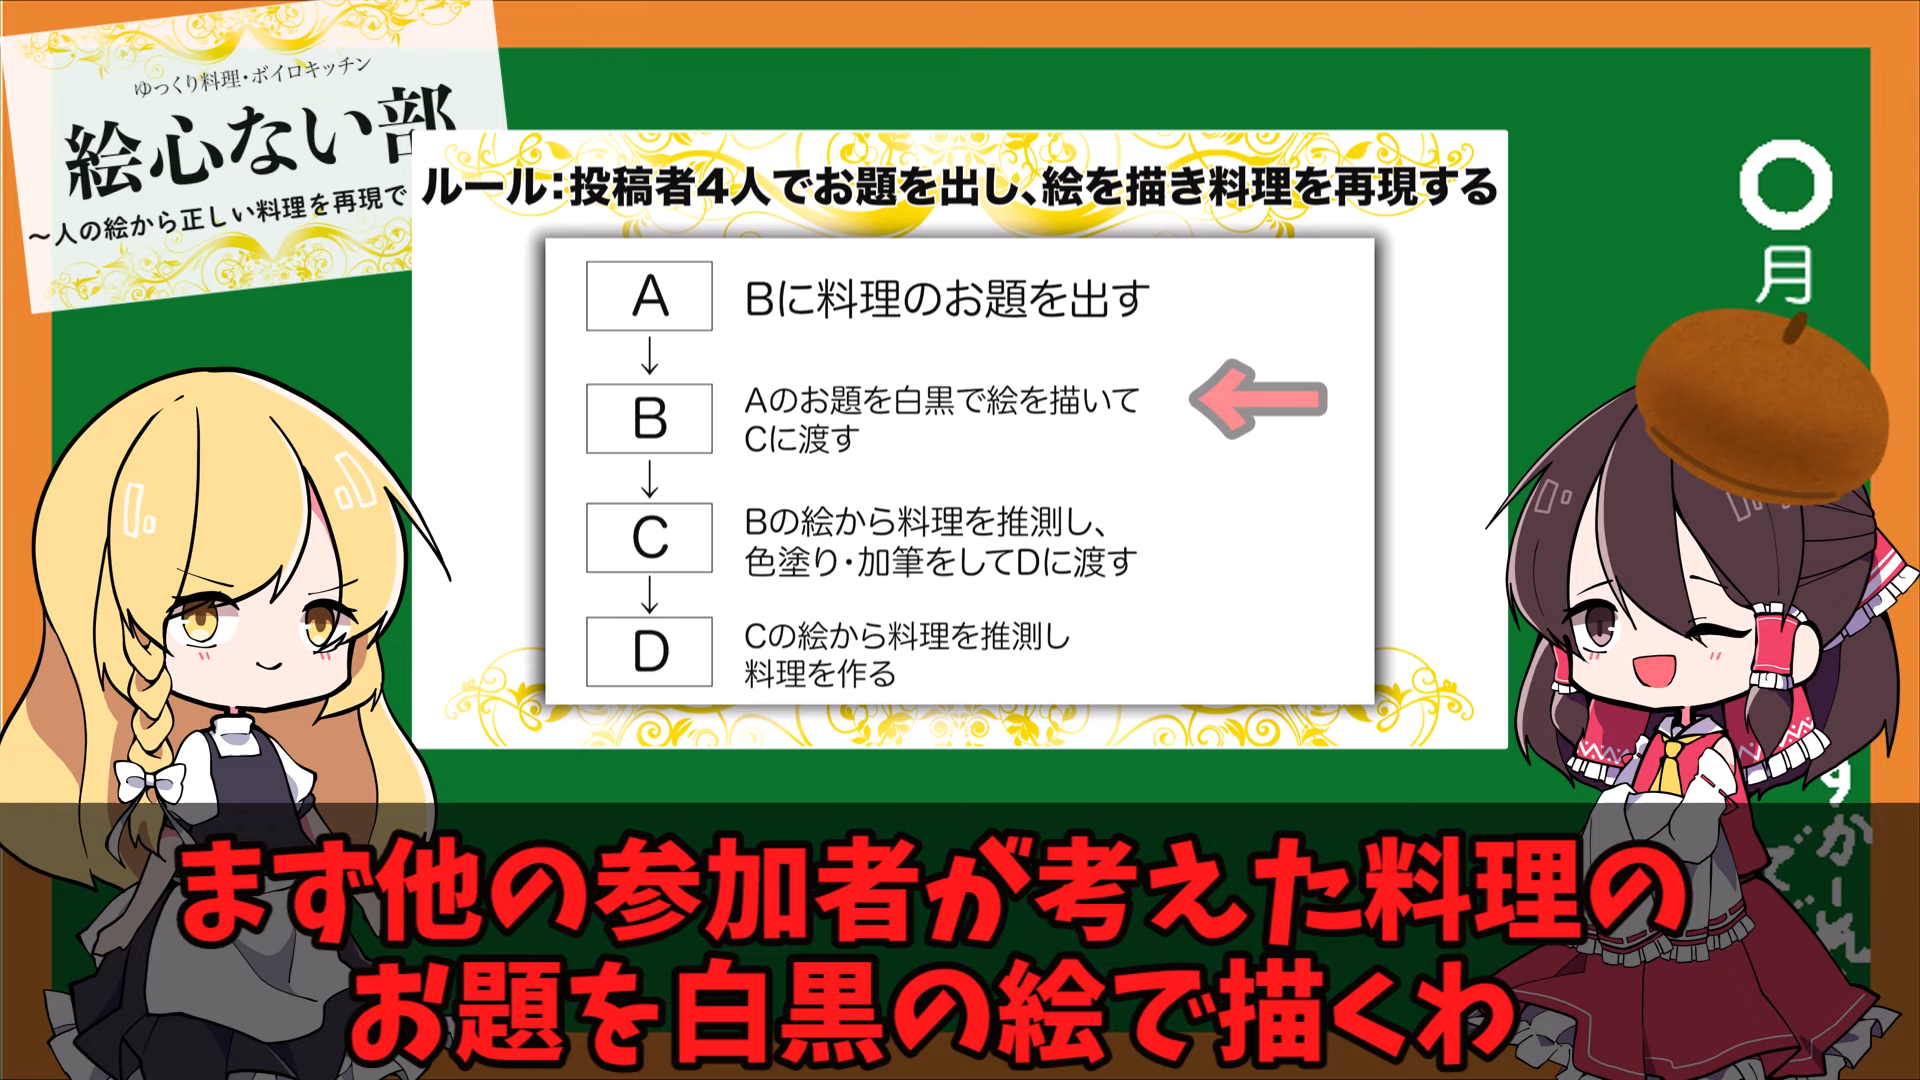 ゆっくり料理・ボイロキッチン
絵心ない部
～人の絵から正しい料理を再現で
ルール：投稿者4人でお題を出し、絵を描き料理を再現する
A
Bに料理のお題を出す
↓
B
Aのお題を白黒で絵を描いて
Cに渡す
↓
C
Bの絵から料理を推測し、
色塗り・加筆をしてDに渡す
↓
D
Cの絵から料理を推測し
料理を作る
〇月
まず他の参加者が考えた料理の
お題を白黒の絵で描くわ